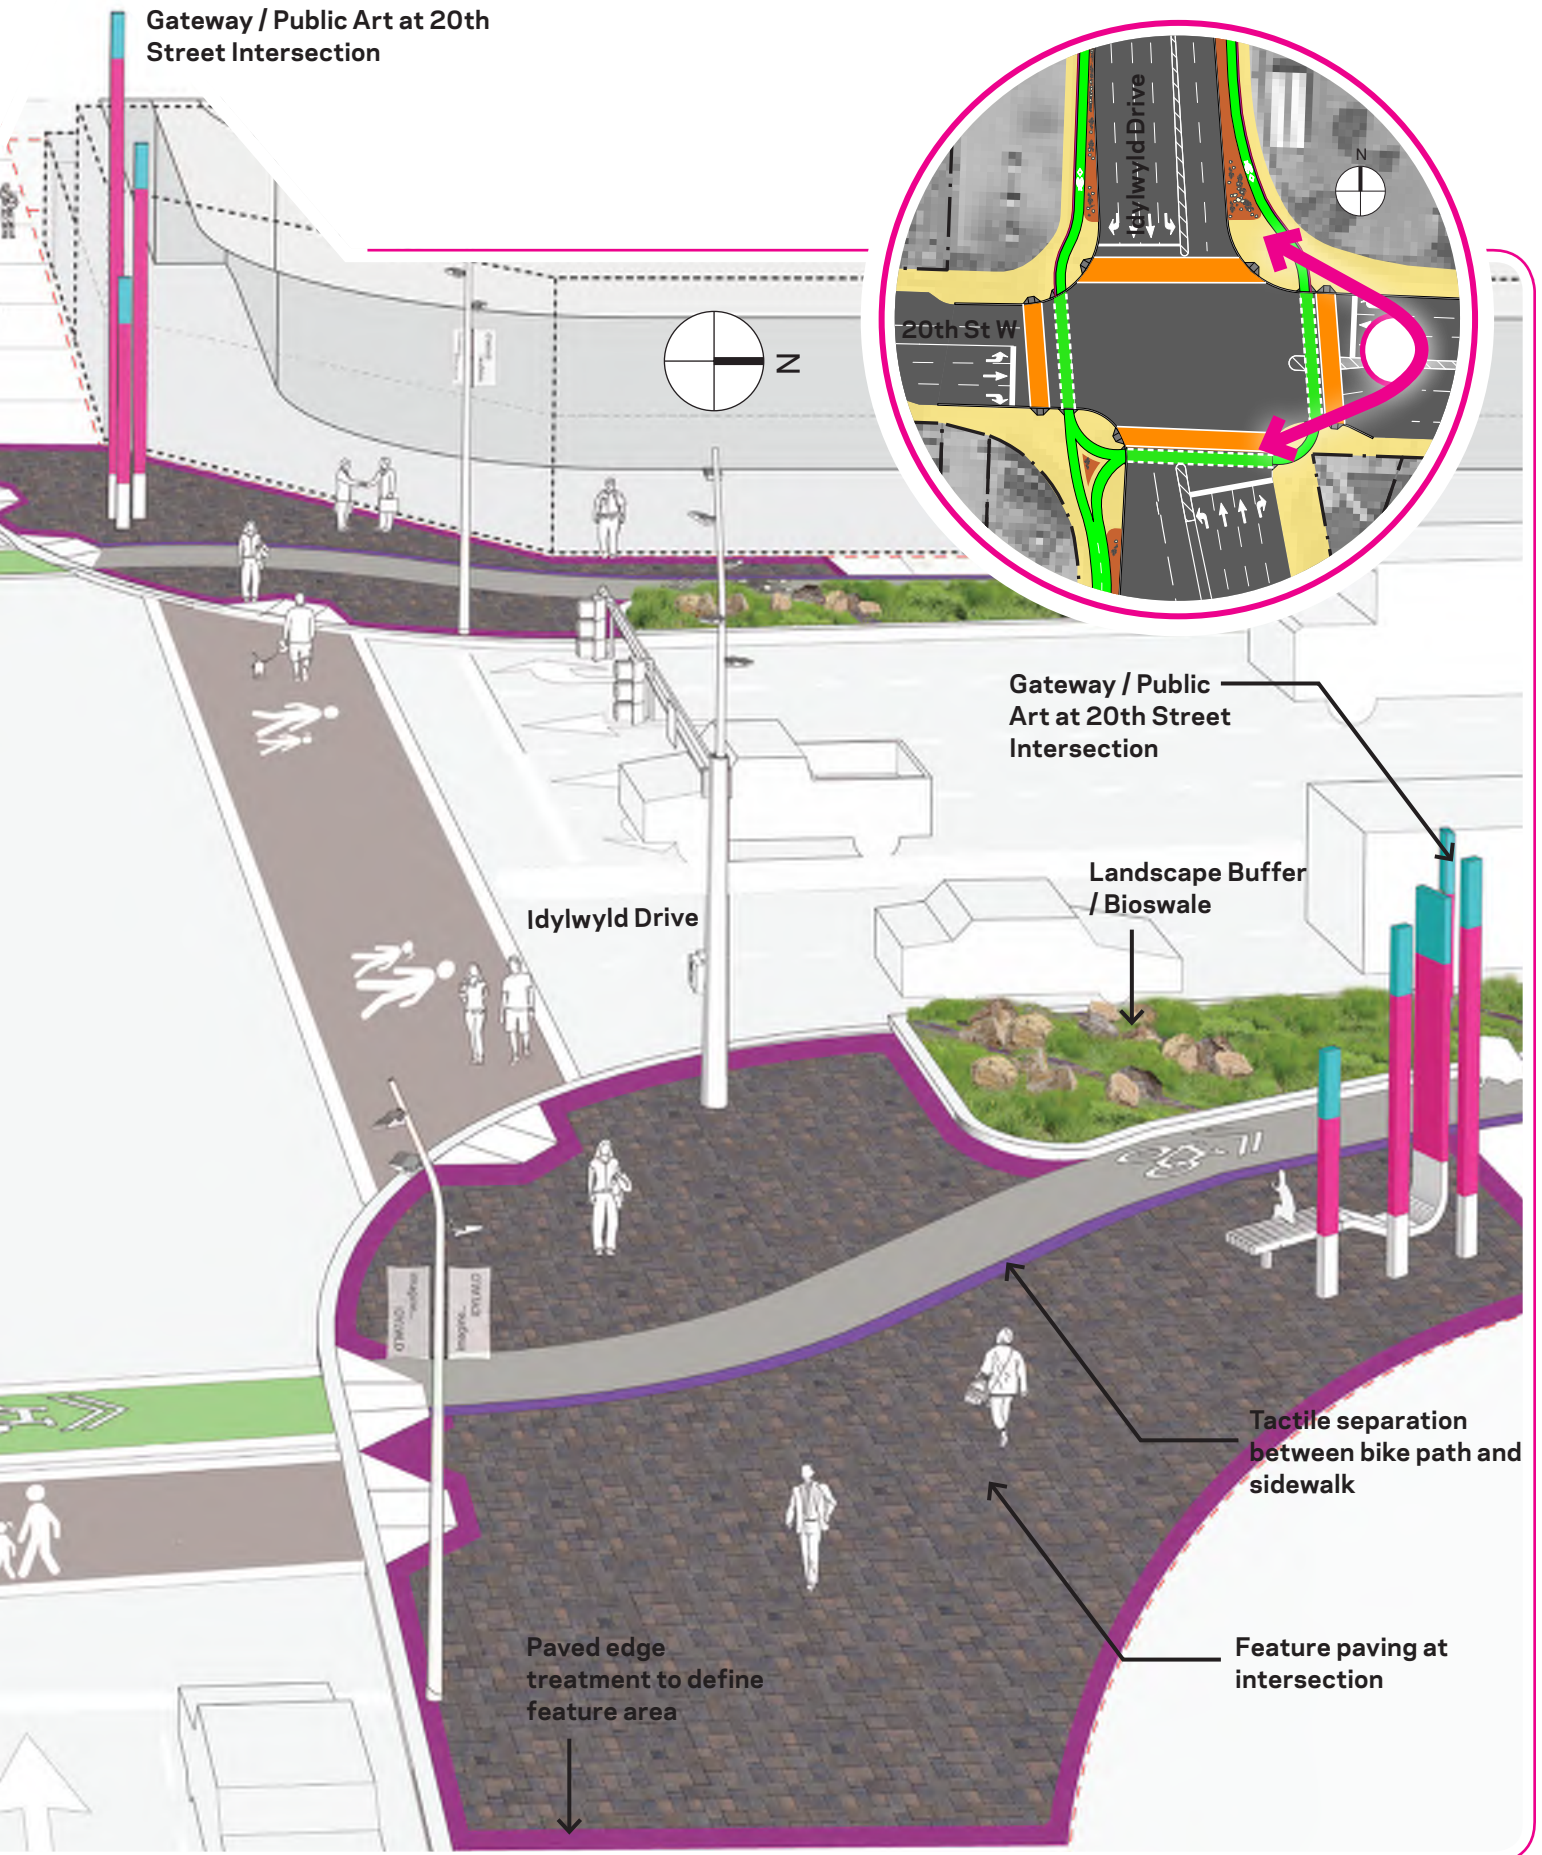 Gateway / Public Art at 20th
Street Intersection
Idylwyld Drive
N
20th St W
N
Gateway / Public
Art at 20th Street
Intersection
Landscape Buffer
/ Bioswale
Idylwyld Drive
Tactile separation
between bike path and
sidewalk
Feature paving at
intersection
Paved edge
treatment to define
feature area